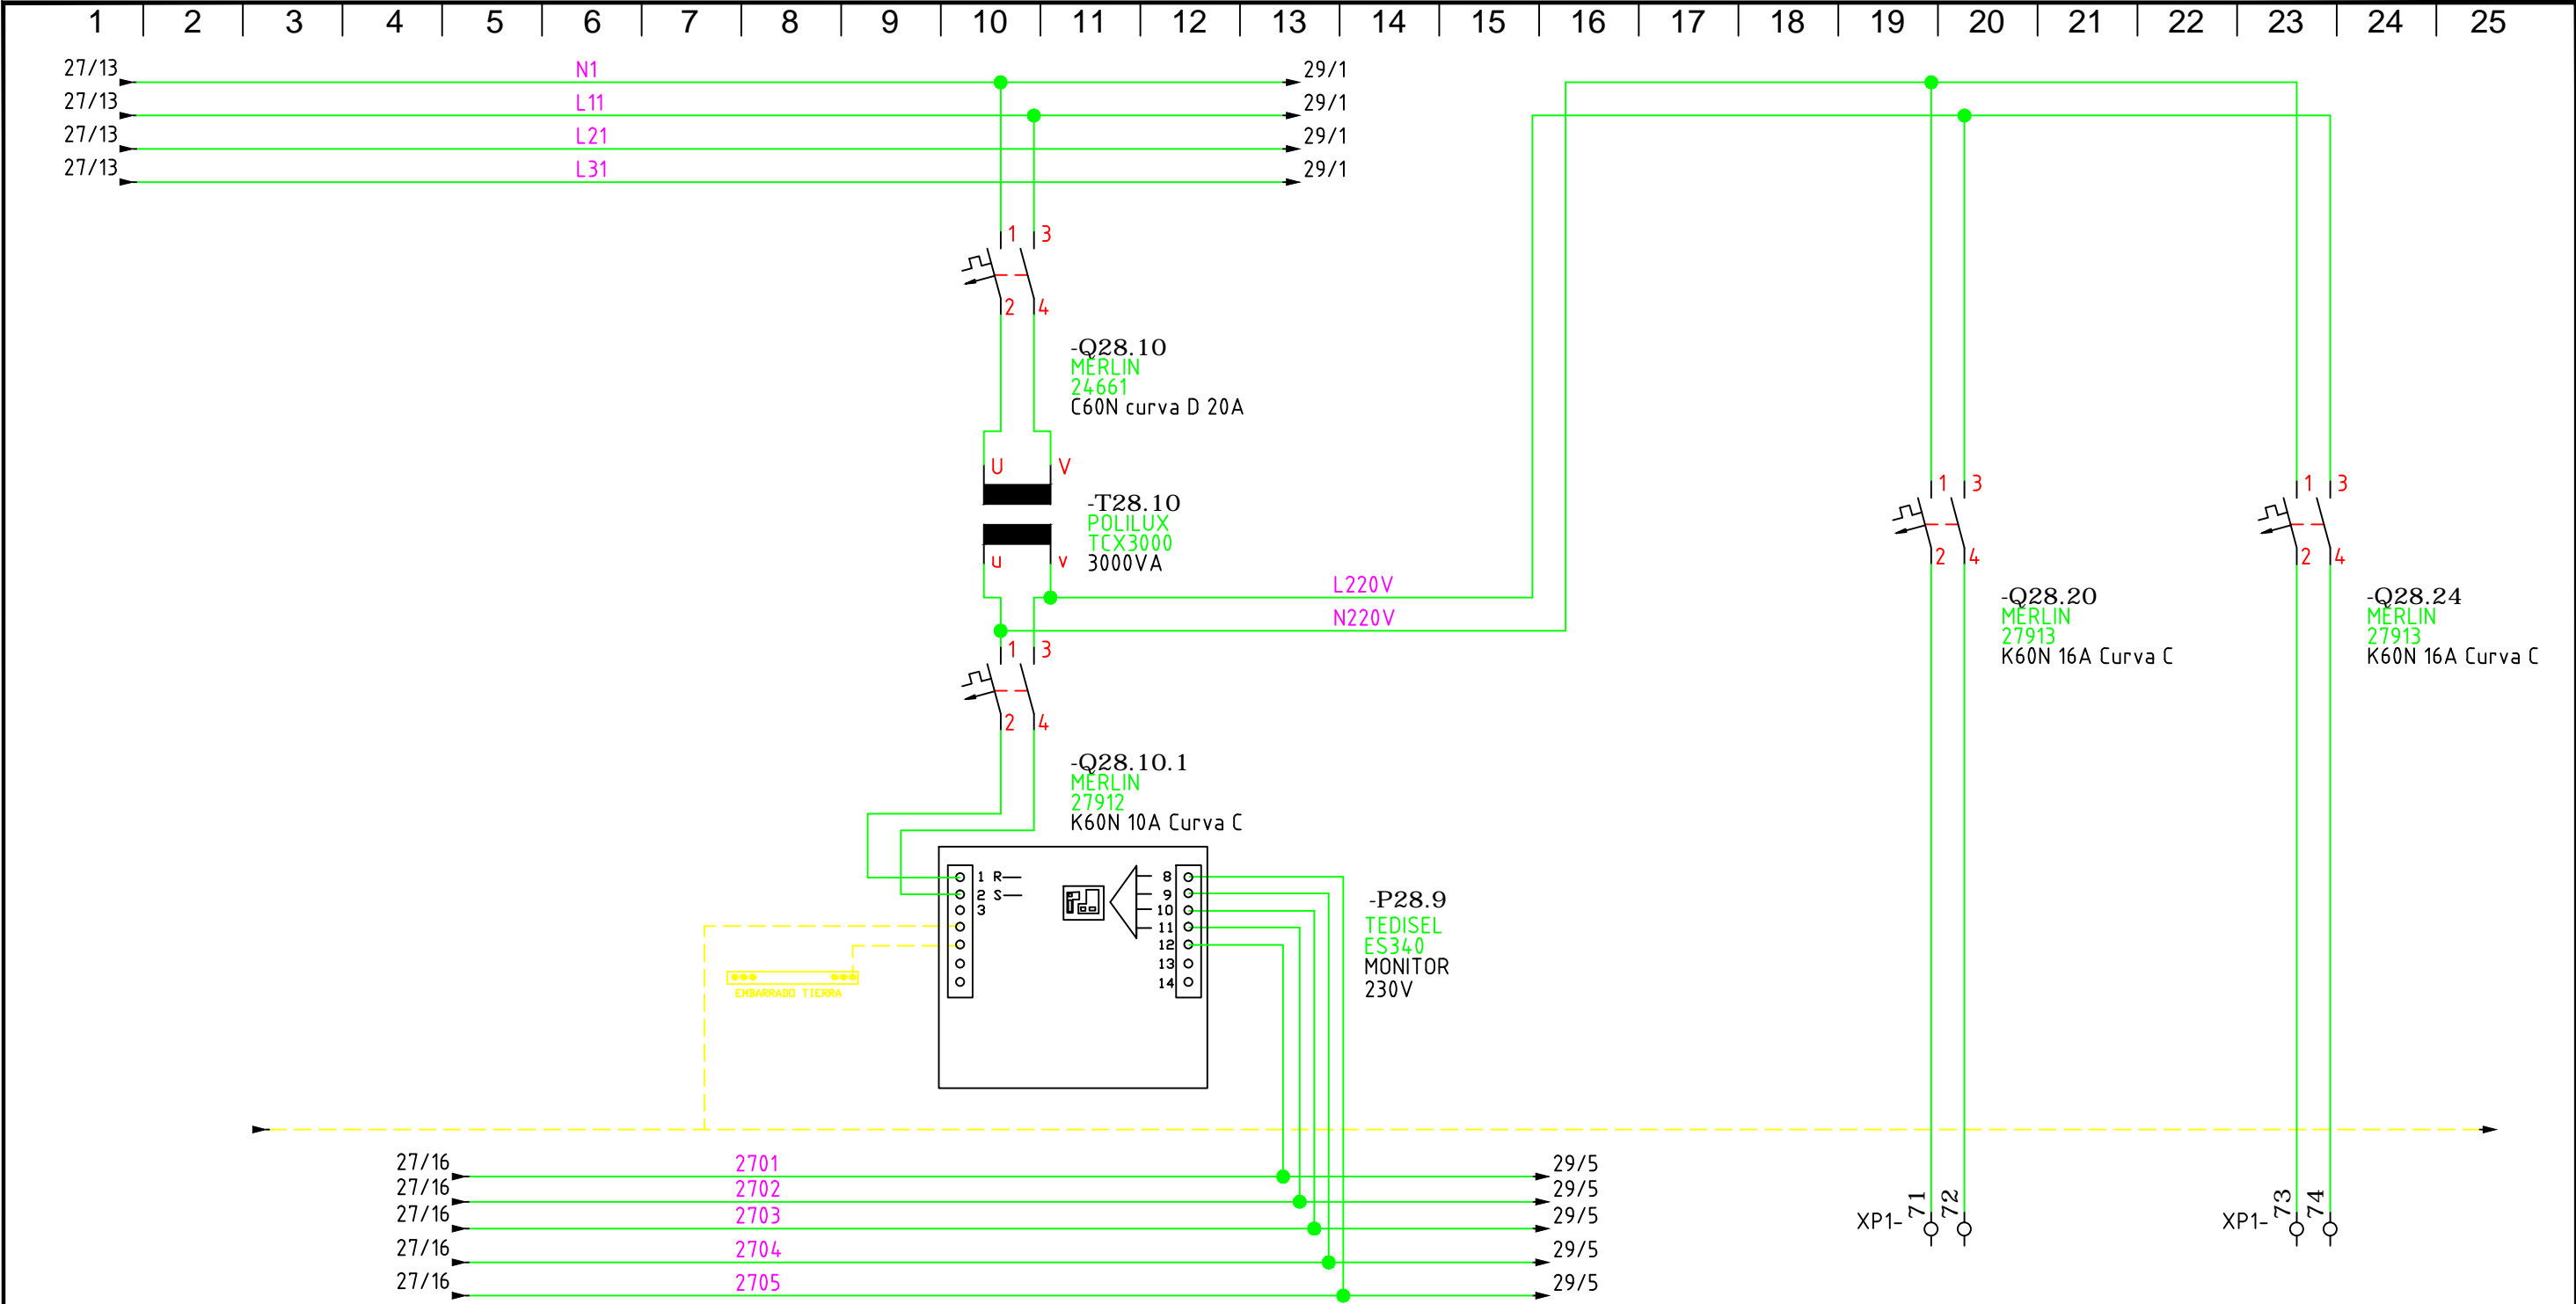 1 2 3 4 5 6 7 8 9 10 11 12 13 14 15 16 17 18 19 20 21 22 23 24 25
27/13 N1 29/1
27/13 L11 29/1
27/13 L21 29/1
27/13 L31 29/1
1 3
2 4
-Q28.10
MERLIN
24661
C60N curva D 20A
U V
-T28.10
POLILUX
TCX3000
3000VA
u v
L220V
N220V
1 3
2 4
-Q28.10.1
MERLIN
27912
K60N 10A Curva C
1 3
2 4
-Q28.20
MERLIN
27913
K60N 16A Curva C
1 3
2 4
-Q28.24
MERLIN
27913
K60N 16A Curva C
1 R
2 S
3
8
9
10
11
12
13
14
-P28.9
TEDISEL
ES340
MONITOR
230V
EMBARRADO TIERRA
27/16 2701 29/5
27/16 2702 29/5
27/16 2703 29/5
27/16 2704 29/5
27/16 2705 29/5
XP1- 71 72
XP1- 73 74